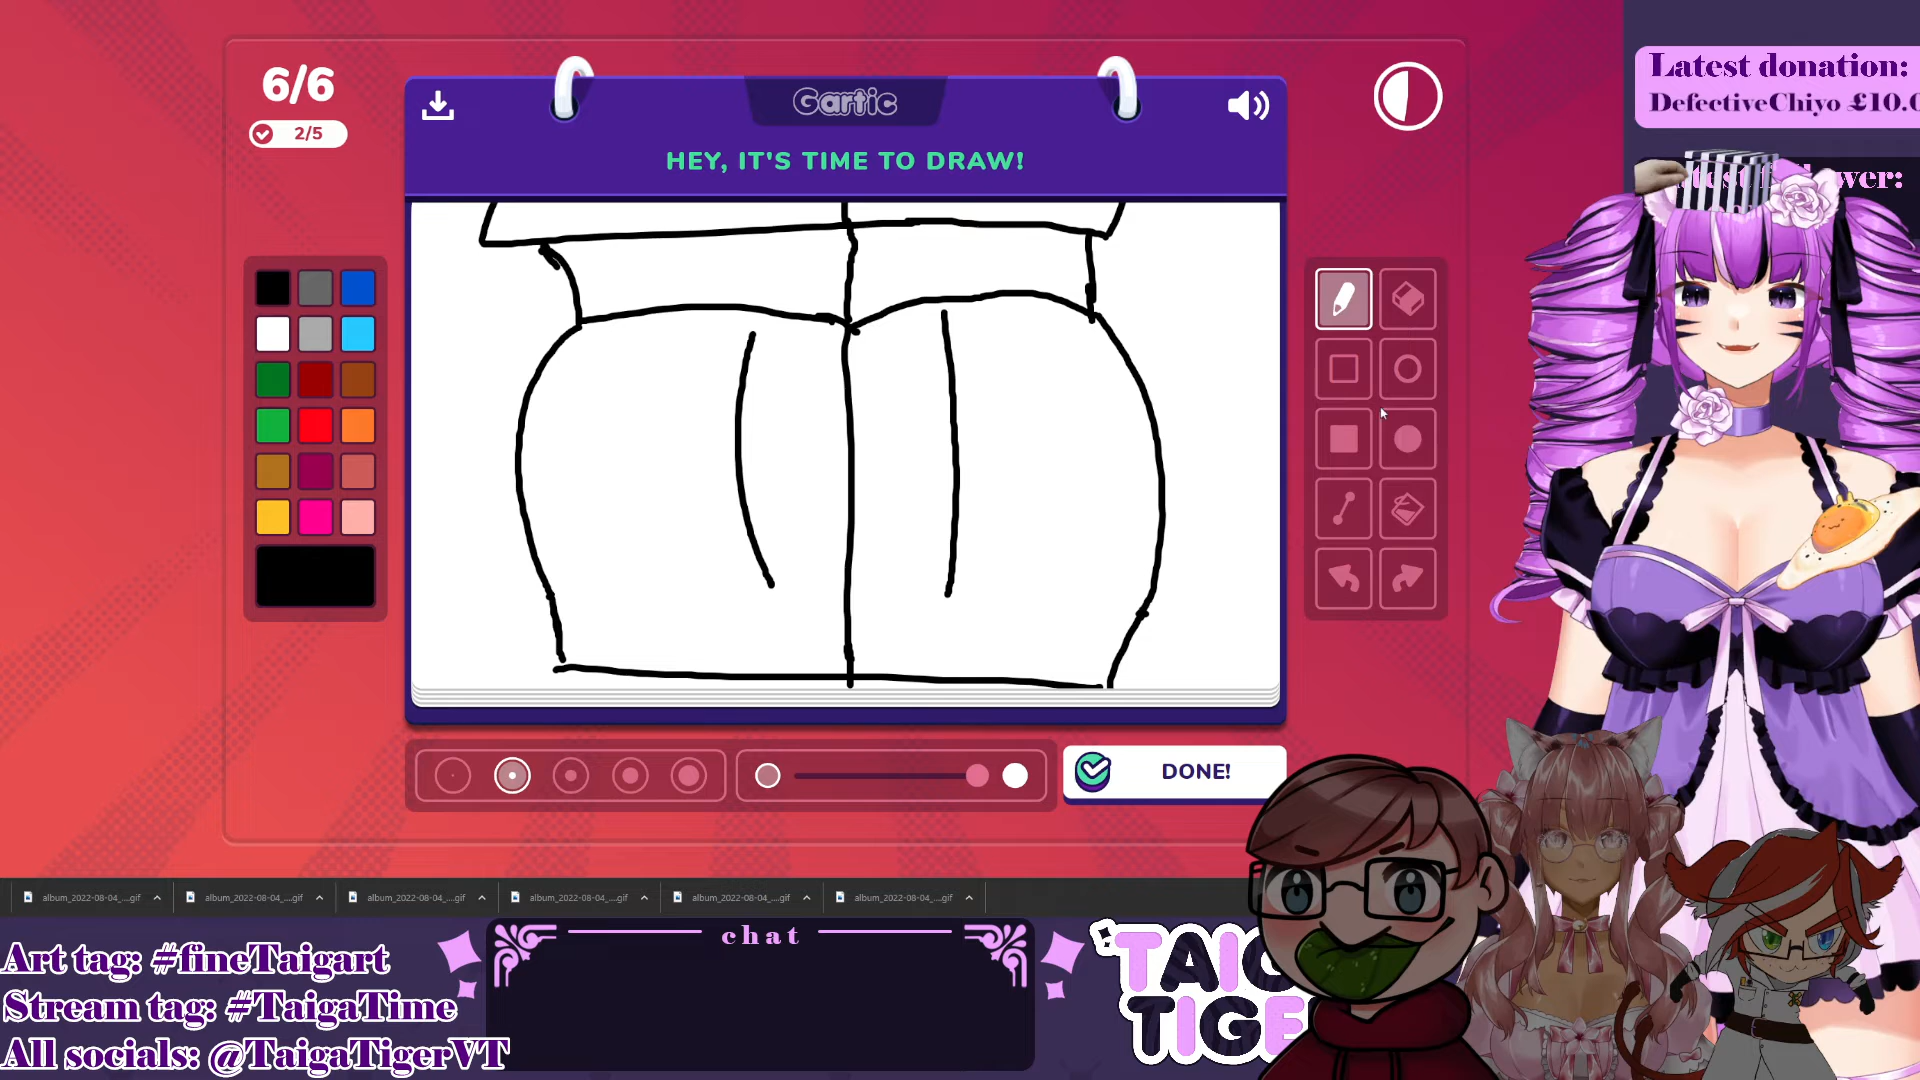 6/6
2/5
Gartic
HEY, IT'S TIME TO DRAW!
Latest donation:
DefectiveChiyo £10.0
DONE!
album_2022-08-04_....gif
album_2022-08-04_....gif
album_2022-08-04_....gif
album_2022-08-04_....gif
album_2022-08-04_....gif
album_2022-08-04_....gif
chat
Art tag: #fineTaigart
Stream tag: #TaigaTime
All socials: @TaigaTigerVT